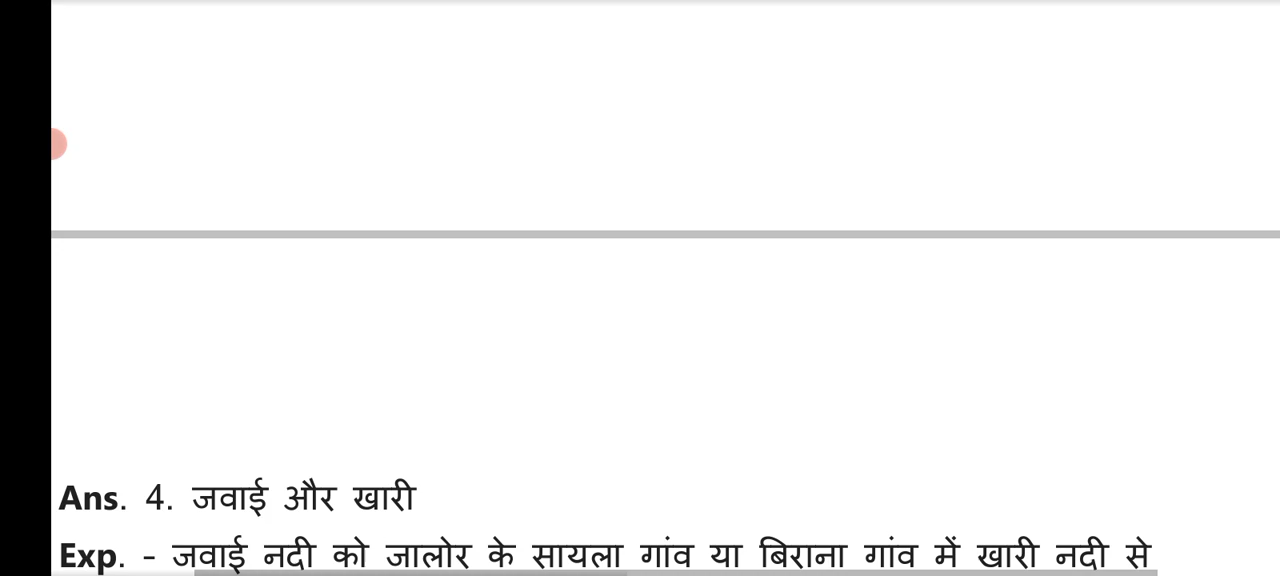 Ans. 4. जवाई और खारी
Exp. - जवाई नदी को जालोर के सायला गांव या बिराना गांव में खारी नदी से